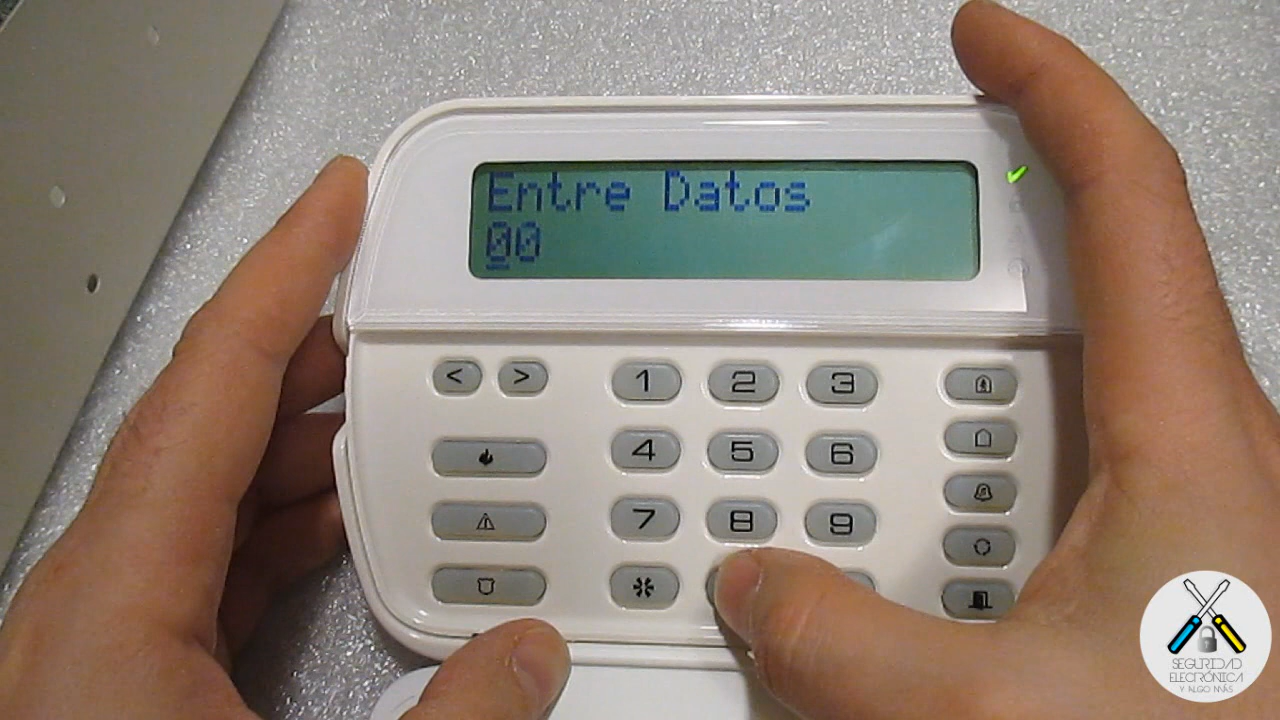 Entre Datos
00
< >
1 2 3
4 5 6
7 8 9
SEGURIDAD
ELECTRÓNICA
Y ALGO MÁS